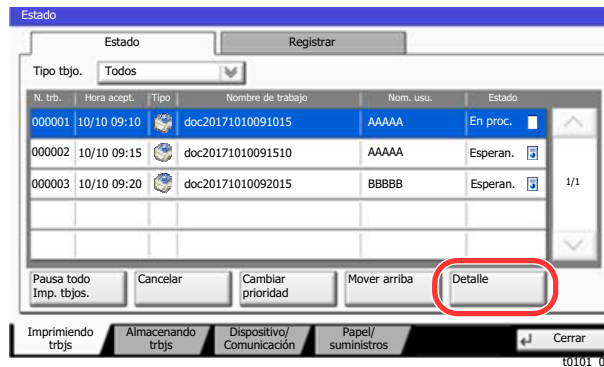 Estado
Estado Registrar
Tipo tbjo. Todos
N. trb. Hora acept. Tipo Nombre de trabajo Nom. usu. Estado
000001 10/10 09:10 doc20171010091015 AAAAA En proc.
000002 10/10 09:15 doc20171010091510 AAAAA Esperan.
000003 10/10 09:20 doc20171010092015 BBBBB Esperan.
1/1
Pausa todo Cancelar Cambiar Mover arriba Detalle
Imp. tbjos. prioridad
Imprimiendo Almacenando Dispositivo/ Papel/ Cerrar
trbjs trbjs Comunicación suministros
t0101_0